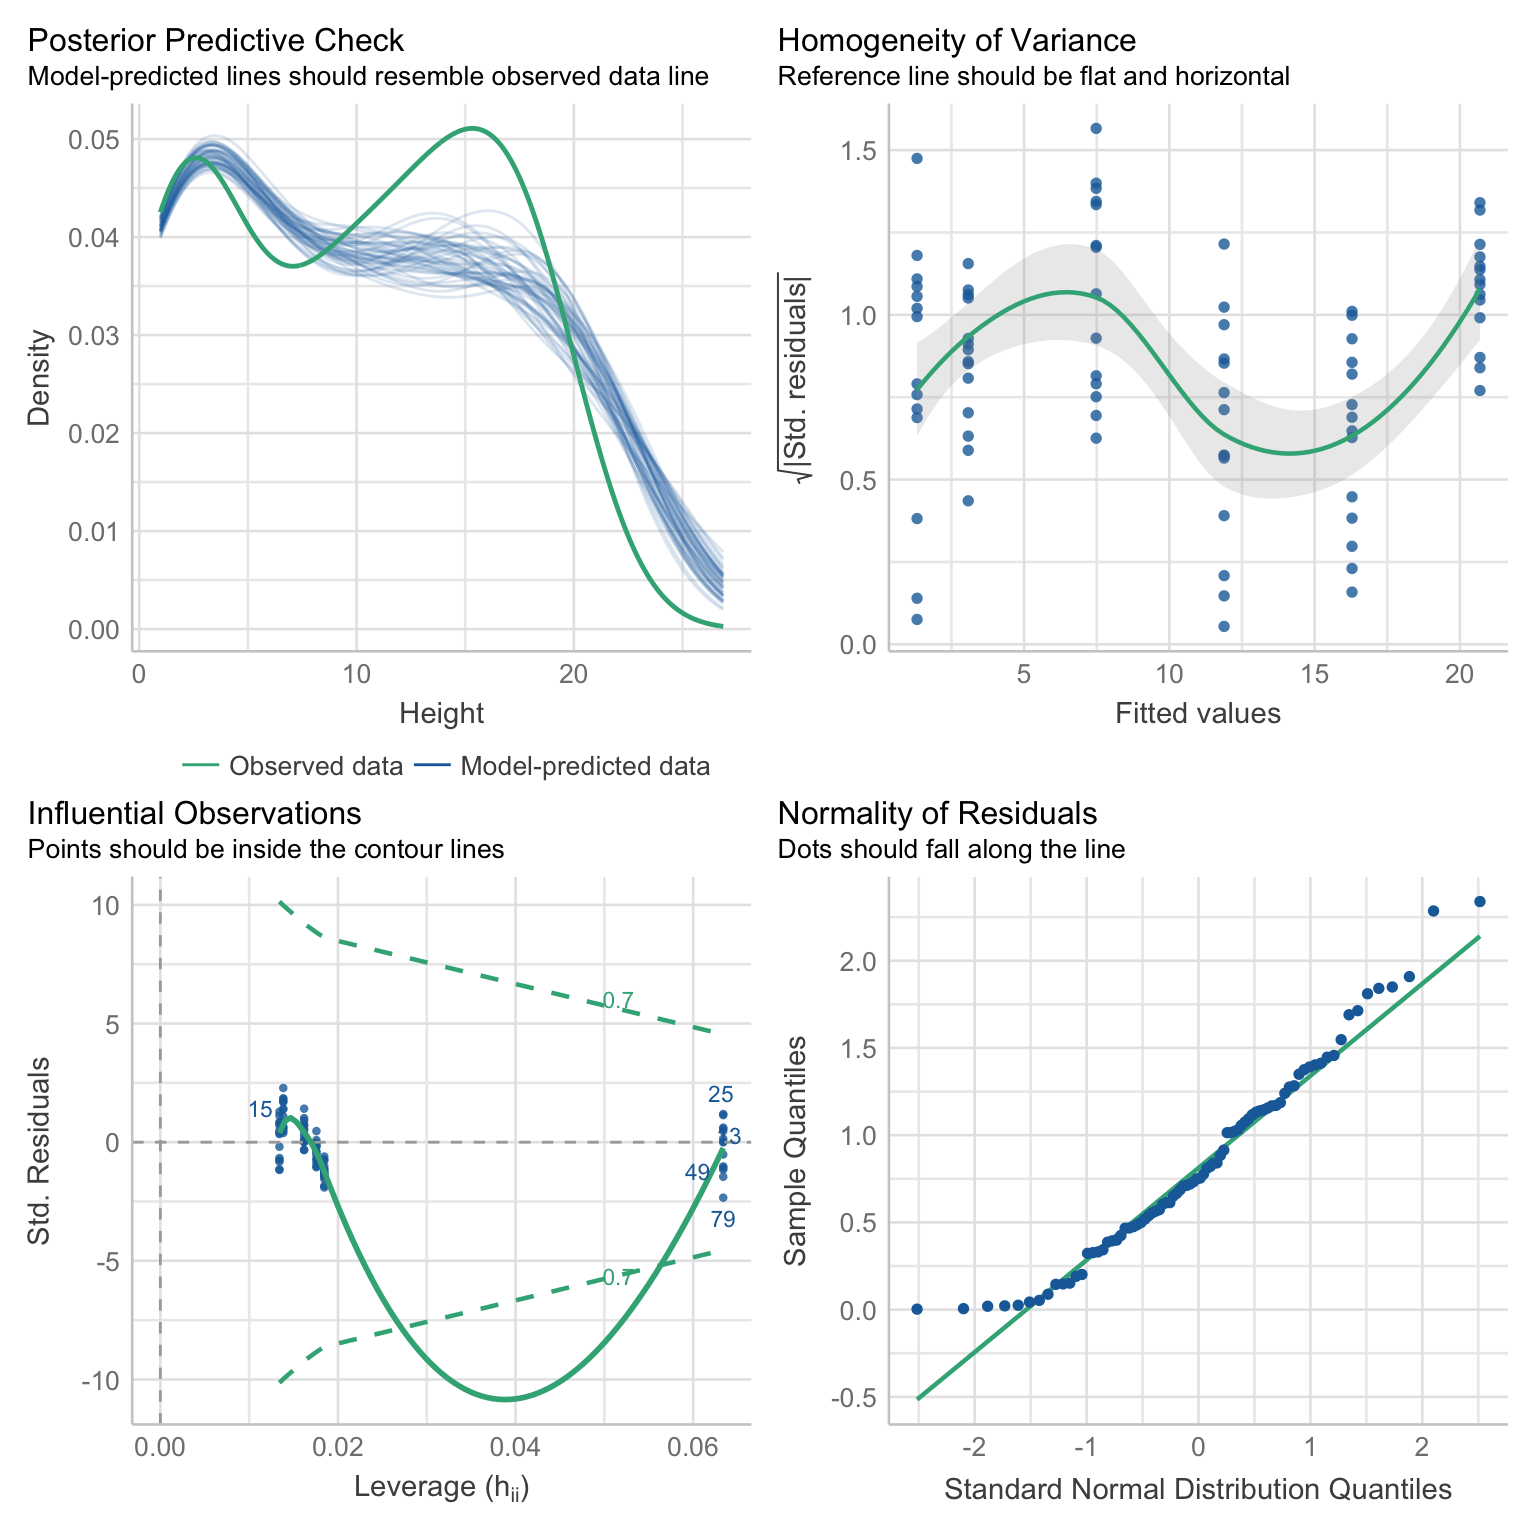 Posterior Predictive Check
Model-predicted lines should resemble observed data line
0.05
0.04
0.03
0.02
0.01
0.00
Density
0 10 20
Height
Observed data Model-predicted data
Homogeneity of Variance
Reference line should be flat and horizontal
1.5
1.0
0.5
0.0
√|Std. residuals|
5 10 15 20
Fitted values
Influential Observations
Points should be inside the contour lines
10
5
0
-5
-10
Std. Residuals
0.7
25
15
3
49
79
0.7
0.00 0.02 0.04 0.06
Leverage (hii)
Normality of Residuals
Dots should fall along the line
2.0
1.5
1.0
0.5
0.0
-0.5
Sample Quantiles
-2 -1 0 1 2
Standard Normal Distribution Quantiles